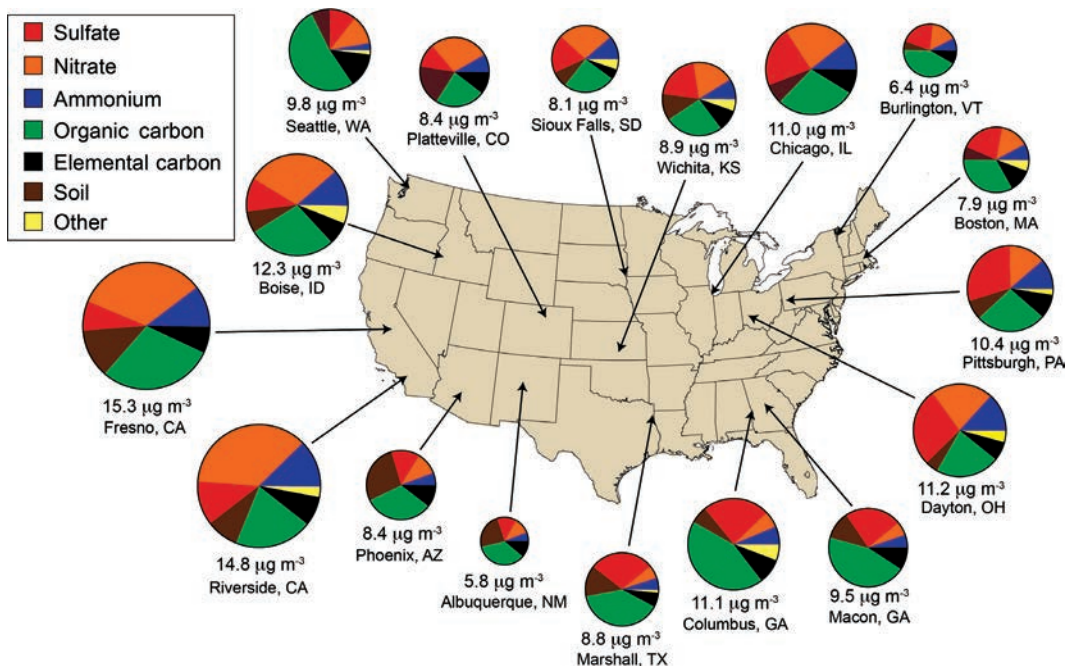 Sulfate
Nitrate
Ammonium
Organic carbon
Elemental carbon
Soil
Other
9.8 µg m⁻³
Seattle, WA
8.4 µg m⁻³
Platteville, CO
8.1 µg m⁻³
Sioux Falls, SD
8.9 µg m⁻³
Wichita, KS
11.0 µg m⁻³
Chicago, IL
6.4 µg m⁻³
Burlington, VT
7.9 µg m⁻³
Boston, MA
12.3 µg m⁻³
Boise, ID
10.4 µg m⁻³
Pittsburgh, PA
15.3 µg m⁻³
Fresno, CA
11.2 µg m⁻³
Dayton, OH
14.8 µg m⁻³
Riverside, CA
8.4 µg m⁻³
Phoenix, AZ
5.8 µg m⁻³
Albuquerque, NM
8.8 µg m⁻³
Marshall, TX
11.1 µg m⁻³
Columbus, GA
9.5 µg m⁻³
Macon, GA